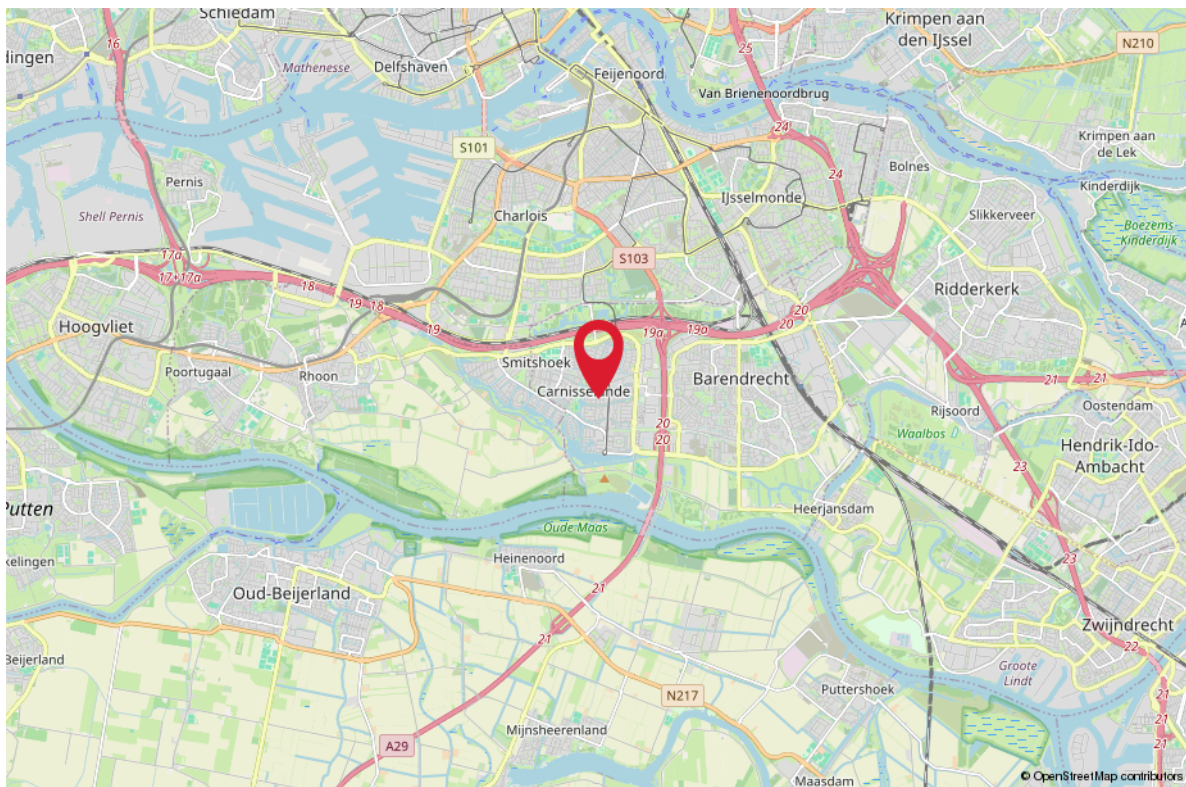 Schiedam
Krimpen aan
den IJssel
16
25
N210
dingen
Mathenesse
Delfshaven
Feijenoord
Van Brienenoordbrug
24
Krimpen aan
de Lek
S101
Pernis
24
Bolnes
Kinderdijk
Shell Pernis
Charlois
IJsselmonde
Slikkerveer
Boezems
Kinderdijk
17a
17+17a
S103
18
19
18
19
Ridderkerk
Hoogvliet
20
20
19a
19a
Smitshoek
Poortugaal
Rhoon
Carnisselande
Barendrecht
21
21
Oostendam
Rijsoord
20
20
Waalbos
Hendrik-Ido-
Ambacht
23
Putten
Heerjansdam
Oude Maas
kelingen
Heinenoord
23
Oud-Beijerland
21
Zwijndrecht
21
22
Beijerland
Groote
Lindt
N217
Puttershoek
21
21
Mijnsheerenland
A29
21
Maasdam
© OpenStreetMap contributors